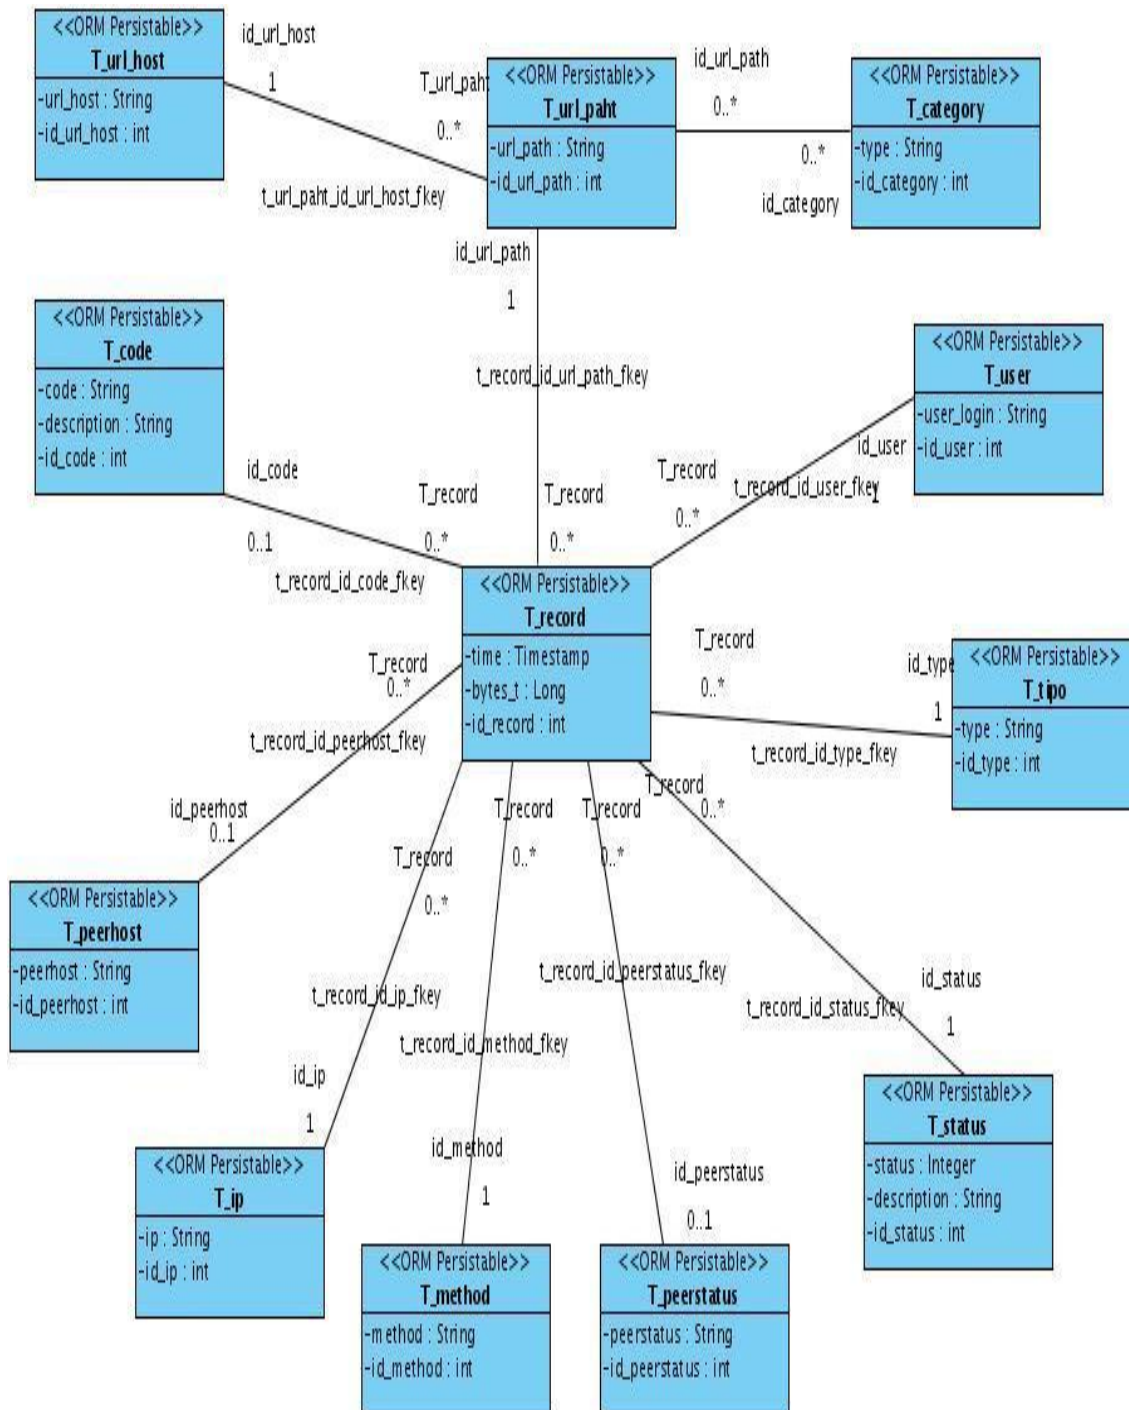 <<ORM Persistable>>
T_url_host
-url_host : String
-id_url_host : int
id_url_host
1
T_url_paht
0..*
t_url_paht_id_url_host_fkey
<<ORM Persistable>>
T_url_paht
-url_path : String
-id_url_path : int
id_url_path
0..*
0..*
id_category
<<ORM Persistable>>
T_category
-type : String
-id_category : int
id_url_path
1
t_record_id_url_path_fkey
T_record
0..*
<<ORM Persistable>>
T_code
-code : String
-description : String
-id_code : int
id_code
0..1
T_record
0..*
t_record_id_code_fkey
<<ORM Persistable>>
T_user
-user_login : String
-id_user : int
id_user
1
T_record
0..*
t_record_id_user_fkey
<<ORM Persistable>>
T_record
-time : Timestamp
-bytes_t : Long
-id_record : int
T_record
0..*
id_type
1
t_record_id_type_fkey
<<ORM Persistable>>
T_tipo
-type : String
-id_type : int
T_record
0..*
t_record_id_peerhost_fkey
id_peerhost
0..1
<<ORM Persistable>>
T_peerhost
-peerhost : String
-id_peerhost : int
T_record
0..*
t_record_id_ip_fkey
id_ip
1
<<ORM Persistable>>
T_ip
-ip : String
-id_ip : int
T_record
0..*
t_record_id_method_fkey
id_method
1
<<ORM Persistable>>
T_method
-method : String
-id_method : int
T_record
0..*
t_record_id_peerstatus_fkey
id_peerstatus
0..1
<<ORM Persistable>>
T_peerstatus
-peerstatus : String
-id_peerstatus : int
T_record
0..*
t_record_id_status_fkey
id_status
1
<<ORM Persistable>>
T_status
-status : Integer
-description : String
-id_status : int